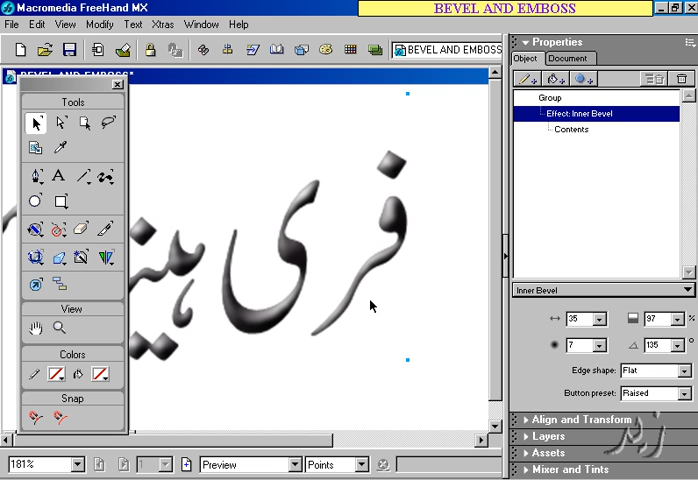 Macromedia FreeHand MX
BEVEL AND EMBOSS
File Edit View Modify Text Xtras Window Help
BEVEL AND EMBOSS
BEVEL AND EMBOSS*
Tools
View
Colors
Snap
181%
1
Preview
Points
Properties
Object Document
Group
Effect: Inner Bevel
Contents
Inner Bevel
35
97 %
7
135 °
Edge shape: Flat
Button preset: Raised
Align and Transform
Layers
Assets
Mixer and Tints
فری